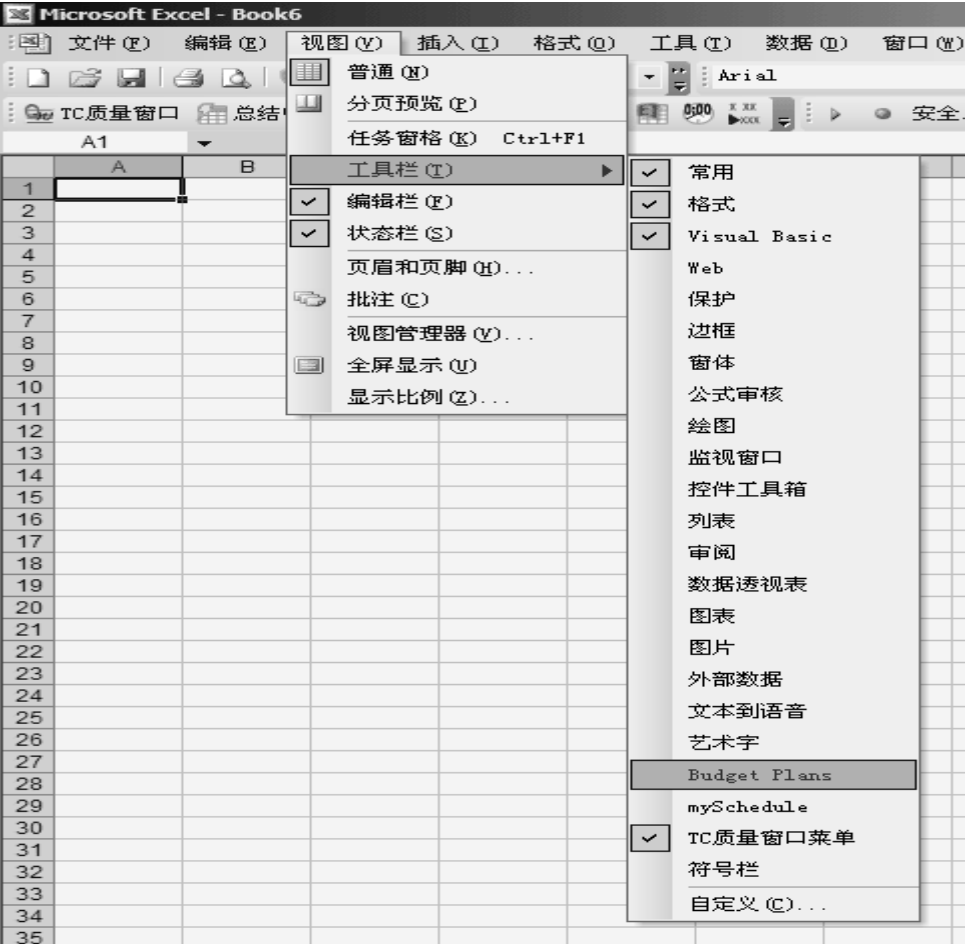 Microsoft Excel - Book6
文件(F) 编辑(E) 视图(V) 插入(I) 格式(O) 工具(T) 数据(D) 窗口(W)
普通(N)
Arial
TC质量窗口 总结
分页预览(P)
0:00
安全
A1
任务窗格(K) Ctrl+F1
A B
工具栏(T)
编辑栏(F)
状态栏(S)
页眉和页脚(H)...
批注(C)
视图管理器(V)...
全屏显示(U)
显示比例(Z)...
常用
格式
Visual Basic
Web
保护
边框
窗体
公式审核
绘图
监视窗口
控件工具箱
列表
审阅
数据透视表
图表
图片
外部数据
文本到语音
艺术字
Budget Plans
mySchedule
TC质量窗口菜单
符号栏
自定义(C)...
1
2
3
4
5
6
7
8
9
10
11
12
13
14
15
16
17
18
19
20
21
22
23
24
25
26
27
28
29
30
31
32
33
34
35